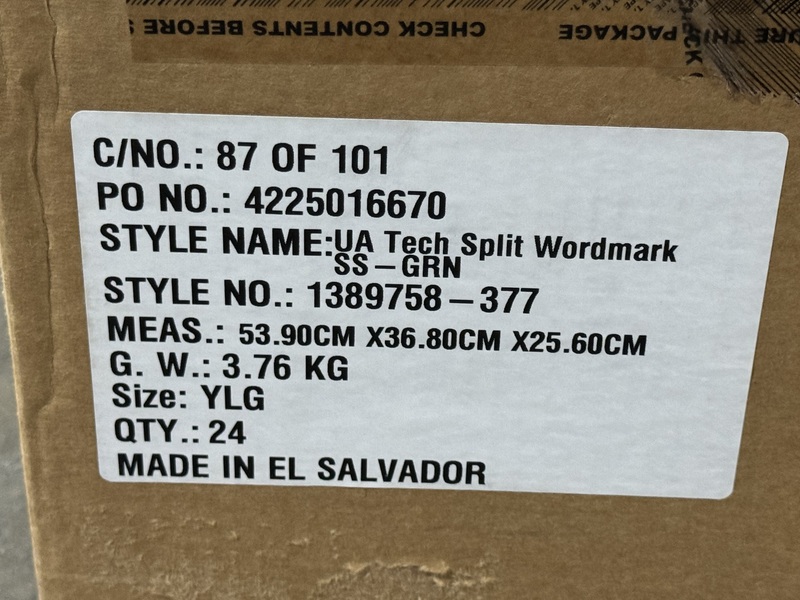 CHECK CONTENTS BEFORE
THIS PACKAGE
C/NO.: 87 OF 101
PO NO.: 4225016670
STYLE NAME:UA Tech Split Wordmark
SS-GRN
STYLE NO.: 1389758-377
MEAS.: 53.90CM X36.80CM X25.60CM
G. W.: 3.76 KG
Size: YLG
QTY.: 24
MADE IN EL SALVADOR